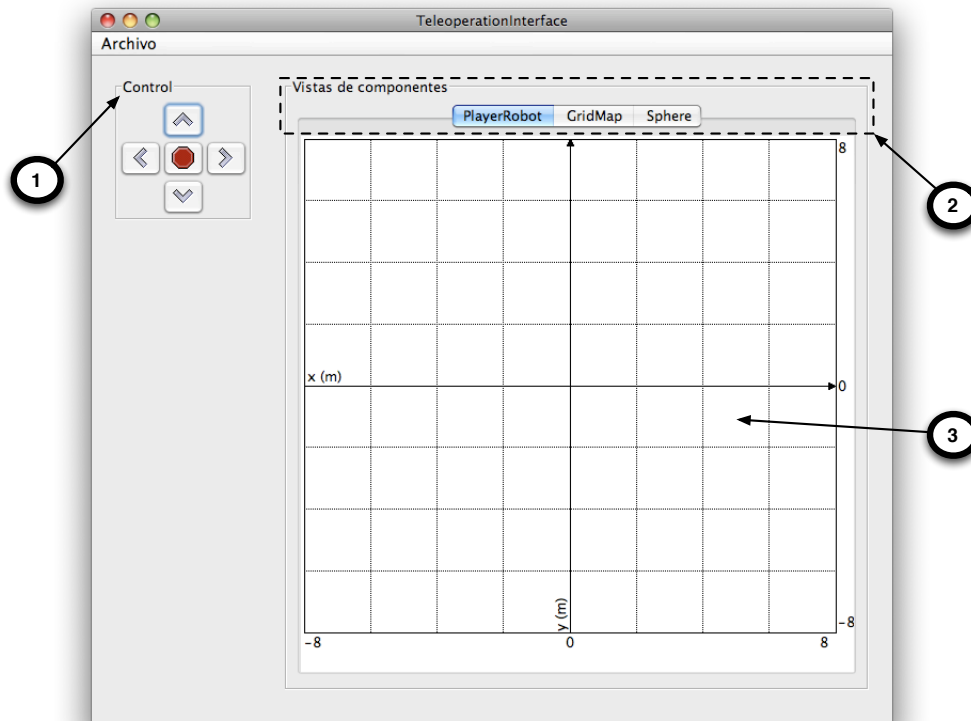 TeleoperationInterface
Archivo
Control
Vistas de componentes
PlayerRobot GridMap Sphere
8
1
2
x (m)
0
3
y (m)
-8
-8 0 8